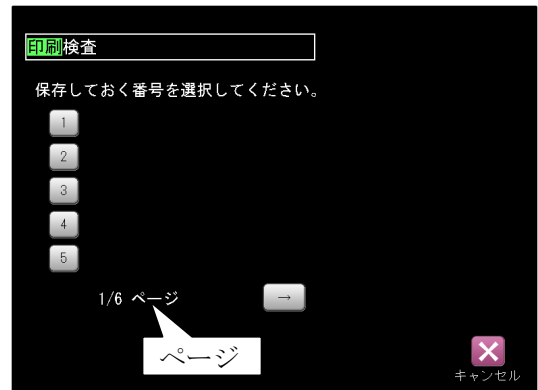 印刷検査
保存しておく番号を選択してください。
1
2
3
4
5
1/6 ページ
→
ページ
キャンセル